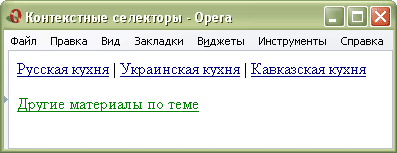 Контекстные селекторы - Opera
Файл Правка Вид Закладки Виджеты Инструменты Справка
Русская кухня | Украинская кухня | Кавказская кухня
Другие материалы по теме